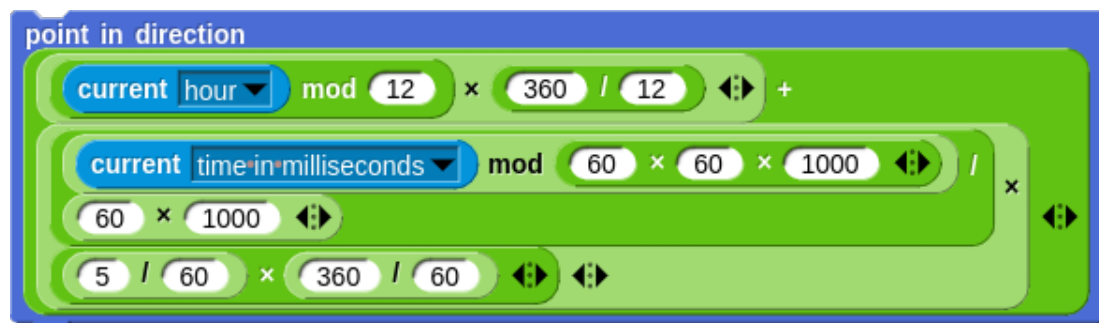 point in direction
current hour mod 12 × 360 / 12 +
current time in milliseconds mod 60 × 60 × 1000 /
×
60 × 1000
5 / 60 × 360 / 60